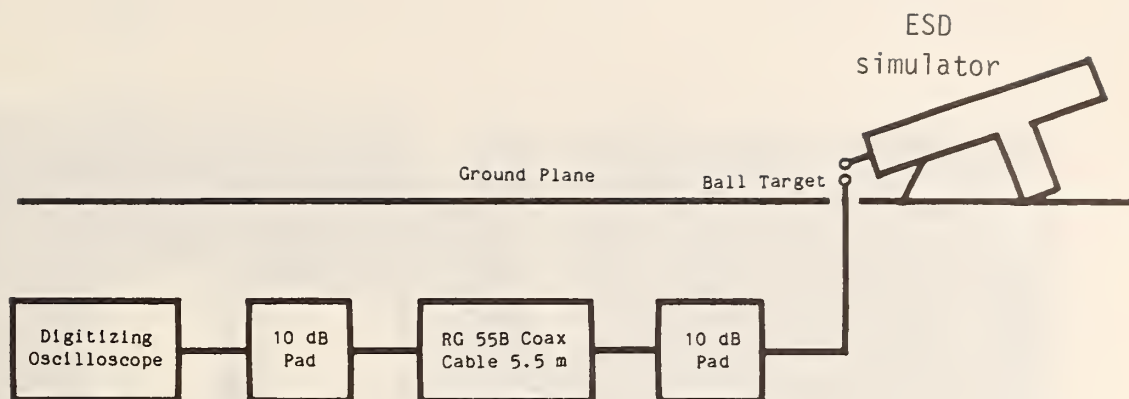 ESD
simulator
Ground Plane
Ball Target
Digitizing
Oscilloscope
10 dB
Pad
RG 55B Coax
Cable 5.5 m
10 dB
Pad